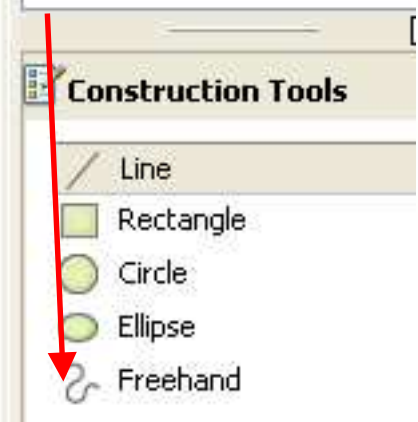 Construction Tools
Line
Rectangle
Circle
Ellipse
Freehand